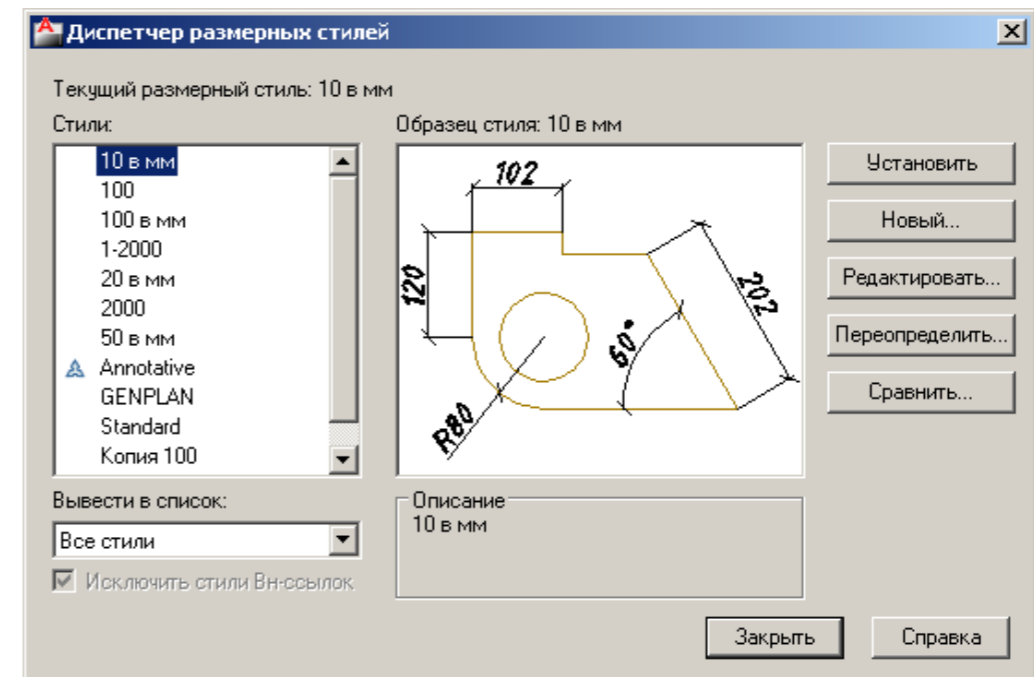 Диспетчер размерных стилей
Текущий размерный стиль: 10 в мм
Стили:
10 в мм
100
100 в мм
1-2000
20 в мм
2000
50 в мм
Annotative
GENPLAN
Standard
Копия 100
Вывести в список:
Все стили
Исключить стили Вн-ссылок
Образец стиля: 10 в мм
102
120
202
60°
R80
Описание
10 в мм
Установить
Новый...
Редактировать...
Переопределить...
Сравнить...
Закрыть
Справка